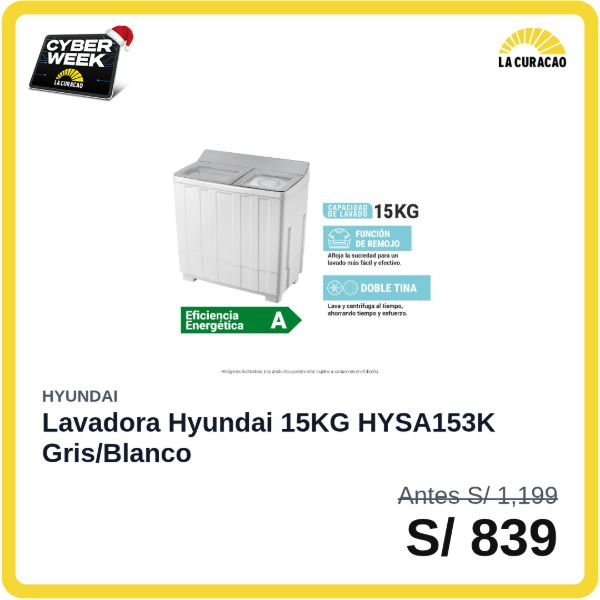 CYBER
WEEK
LA CURACAO
LA CURACAO
CAPACIDAD
DE LAVADO 15KG
FUNCIÓN
DE REMOJO
Afloja la suciedad para un
lavado más fácil y efectivo.
DOBLE TINA
Lava y centrifuga al tiempo,
ahorrando tiempo y esfuerzo.
Eficiencia
Energética A
HYUNDAI
Lavadora Hyundai 15KG HYSA153K
Gris/Blanco
Antes S/ 1,199
S/ 839